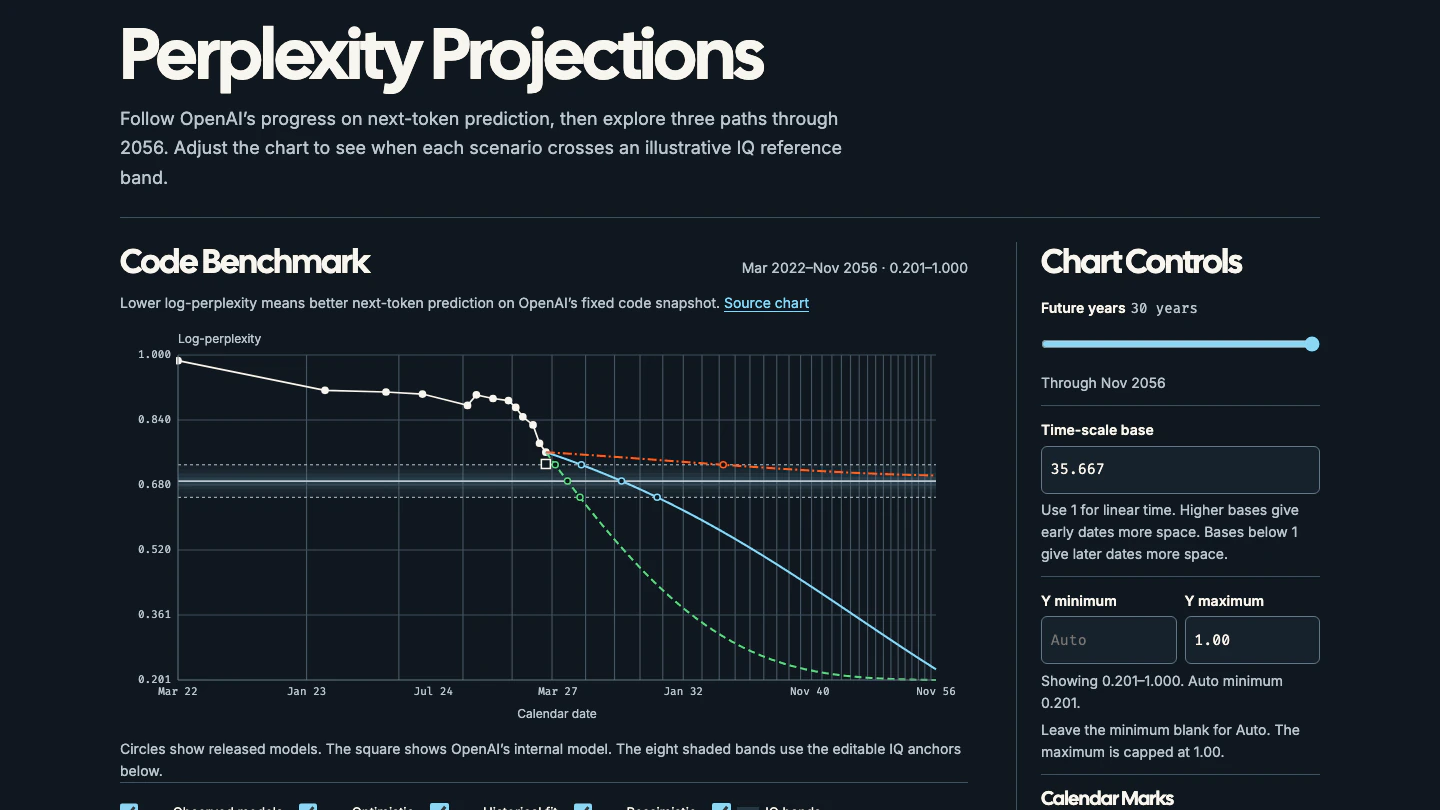 Perplexity Projections
Follow OpenAI’s progress on next-token prediction, then explore three paths through
2056. Adjust the chart to see when each scenario crosses an illustrative IQ reference
band.
Code Benchmark
Mar 2022–Nov 2056 · 0.201–1.000
Lower log-perplexity means better next-token prediction on OpenAI’s fixed code snapshot. Source chart
Log-perplexity
1.000
0.840
0.680
0.520
0.361
0.201
Mar 22 Jan 23 Jul 24 Mar 27 Jan 32 Nov 40 Nov 56
Calendar date
Circles show released models. The square shows OpenAI’s internal model. The eight shaded bands use the editable IQ anchors
below.
Observed models Optimistic Historical fit Pessimistic IQ bands
Chart Controls
Future years 30 years
Through Nov 2056
Time-scale base
35.667
Use 1 for linear time. Higher bases give
early dates more space. Bases below 1
give later dates more space.
Y minimum Y maximum
Auto 1.00
Showing 0.201–1.000. Auto minimum
0.201.
Leave the minimum blank for Auto. The
maximum is capped at 1.00.
Calendar Marks